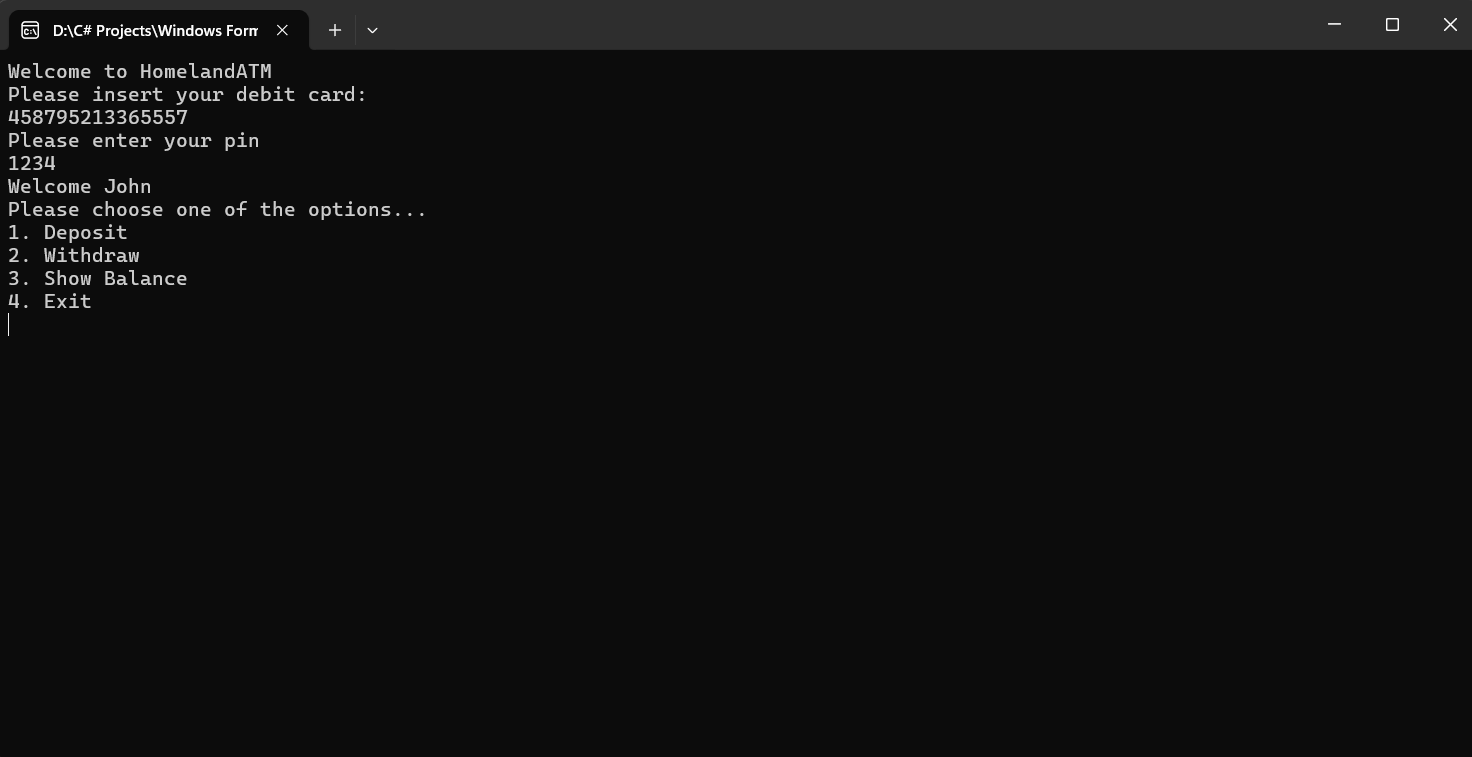 D:\C# Projects\Windows Form
Welcome to HomelandATM
Please insert your debit card:
458795213365557
Please enter your pin
1234
Welcome John
Please choose one of the options...
1. Deposit
2. Withdraw
3. Show Balance
4. Exit